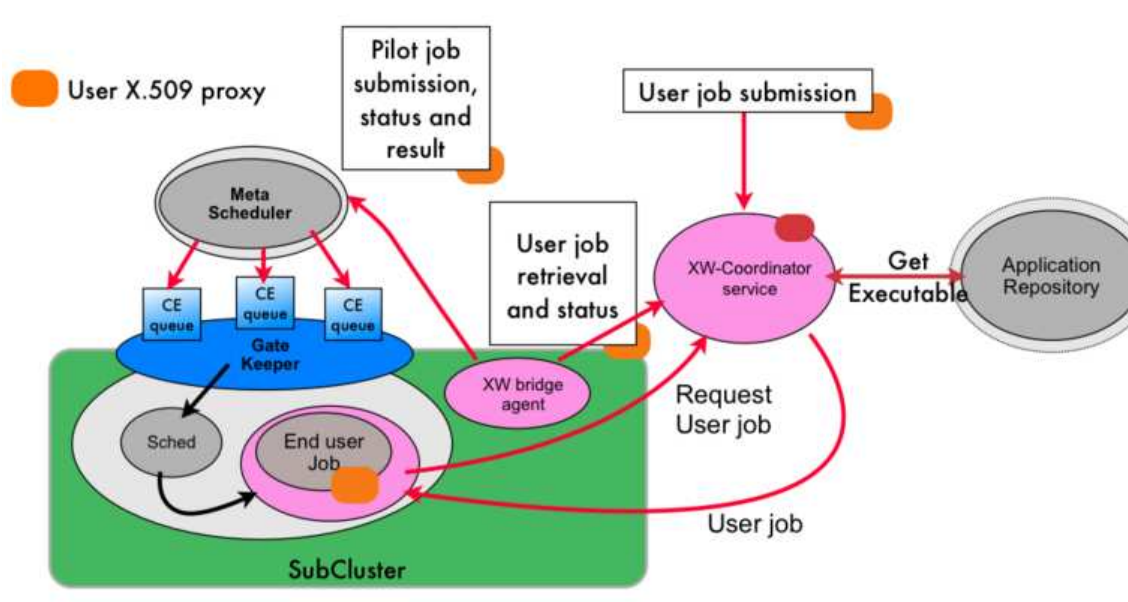 User X.509 proxy
Pilot job
submission,
status and
result
User job submission
Meta
Scheduler
User job
retrieval
and status
XW-Coordinator
service
Get
Executable
Application
Repository
CE
queue
CE
queue
CE
queue
Gate
Keeper
XW bridge
agent
Request
User job
Sched
End user
Job
User job
SubCluster